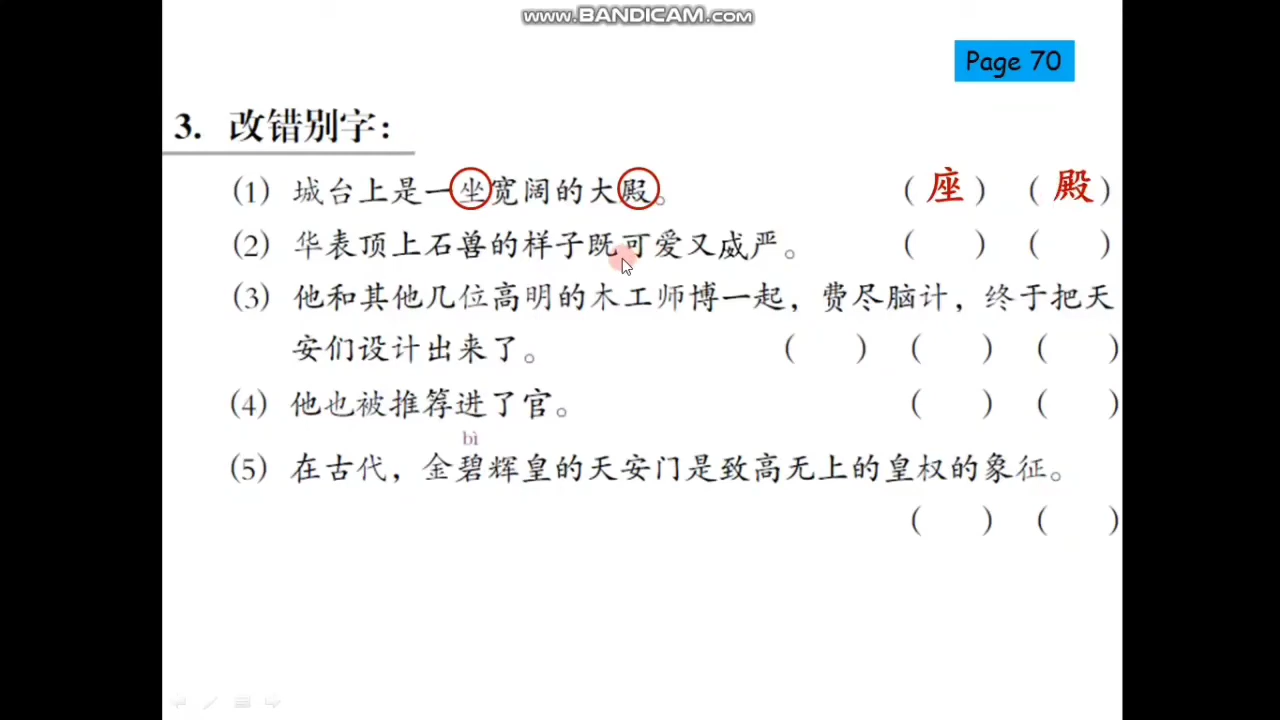 www.BANDICAM.com
Page 70
3. 改错别字：
(1) 城台上是一坐宽阔的大殿。 ( 座 ) ( 殿 )
(2) 华表顶上石兽的样子既可爱又威严。 ( ) ( )
(3) 他和其他几位高明的木工师博一起，费尽脑计，终于把天
安们设计出来了。 ( ) ( ) ( )
(4) 他也被推荐进了官。 ( ) ( )
bì
(5) 在古代，金碧辉皇的天安门是致高无上的皇权的象征。
( ) ( )